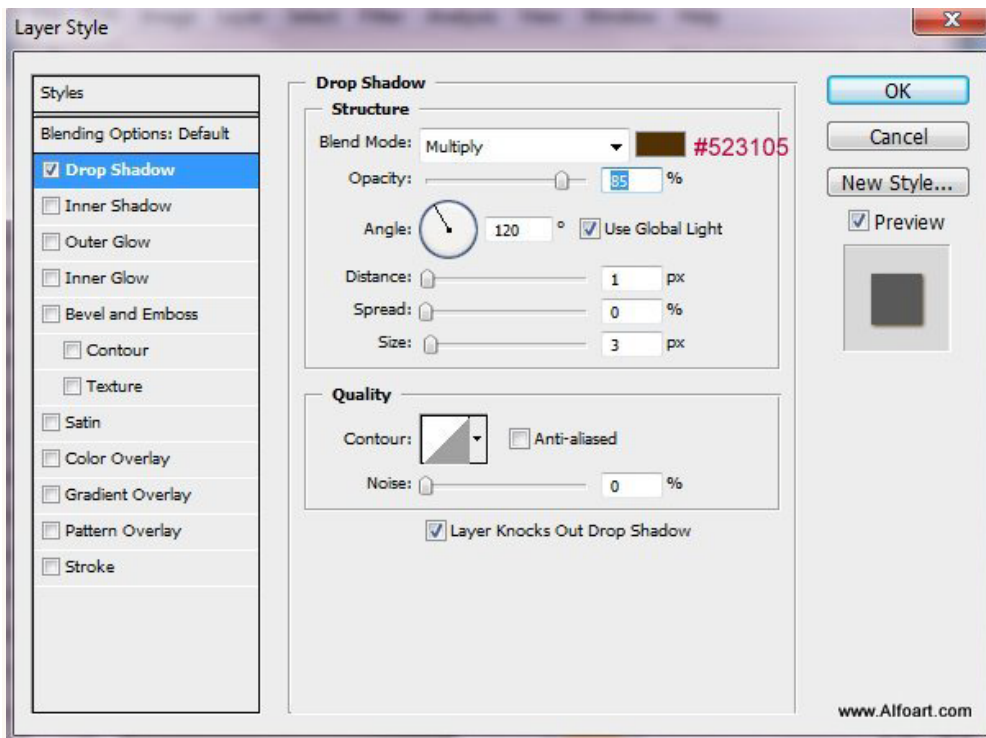 Layer Style
Styles
Blending Options: Default
Drop Shadow
Inner Shadow
Outer Glow
Inner Glow
Bevel and Emboss
Contour
Texture
Satin
Color Overlay
Gradient Overlay
Pattern Overlay
Stroke
Drop Shadow
Structure
Blend Mode: Multiply #523105
Opacity: 85 %
Angle: 120 ° Use Global Light
Distance: 1 px
Spread: 0 %
Size: 3 px
Quality
Contour: Anti-aliased
Noise: 0 %
Layer Knocks Out Drop Shadow
OK
Cancel
New Style...
Preview
www.Alfoart.com